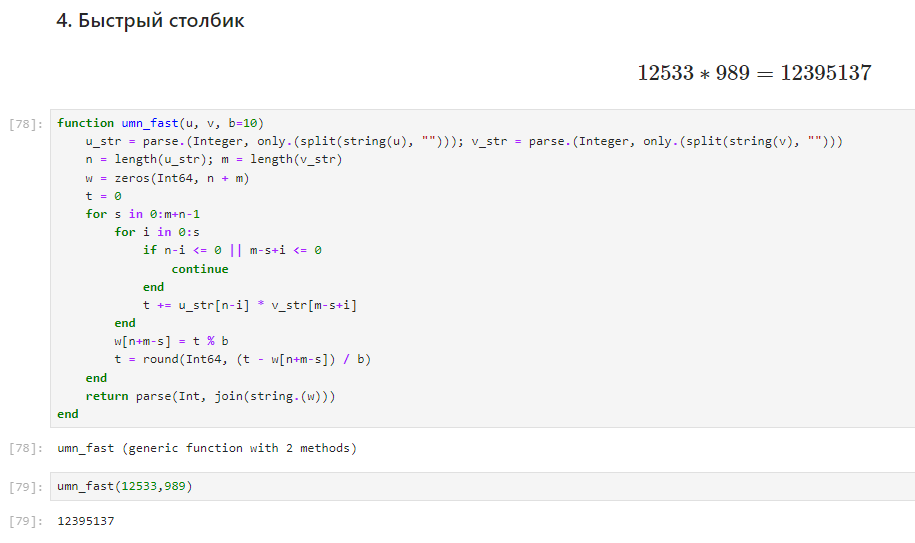 4. Быстрый столбик
12533 ∗ 989 = 12395137
[78]: function umn_fast(u, v, b=10)
    u_str = parse.(Integer, only.(split(string(u), ""))); v_str = parse.(Integer, only.(split(string(v), "")))
    n = length(u_str); m = length(v_str)
    w = zeros(Int64, n + m)
    t = 0
    for s in 0:m+n-1
        for i in 0:s
            if n-i <= 0 || m-s+i <= 0
                continue
            end
            t += u_str[n-i] * v_str[m-s+i]
        end
        w[n+m-s] = t % b
        t = round(Int64, (t - w[n+m-s]) / b)
    end
    return parse(Int, join(string.(w)))
end
[78]: umn_fast (generic function with 2 methods)
[79]: umn_fast(12533,989)
[79]: 12395137